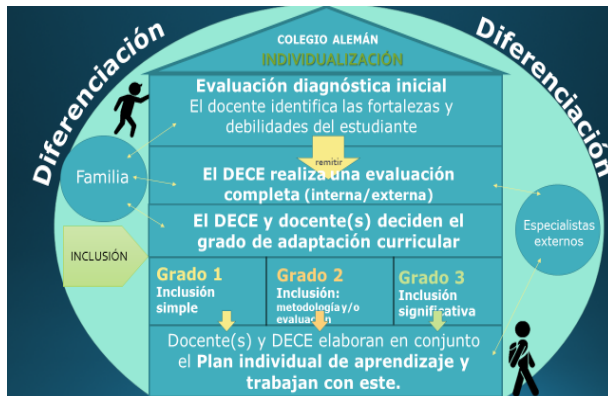 Diferenciación
Diferenciación
COLEGIO ALEMÁN
INDIVIDUALIZACIÓN
Evaluación diagnóstica inicial
El docente identifica las fortalezas y
debilidades del estudiante
remitir
Familia
El DECE realiza una evaluación
completa (interna/externa)
El DECE y docente(s) deciden el
grado de adaptación curricular
Especialistas
externos
INCLUSIÓN
Grado 1
Inclusión
simple
Grado 2
Inclusión:
metodología y/o
evaluación
Grado 3
Inclusión
significativa
Docente(s) y DECE elaboran en conjunto
el Plan individual de aprendizaje y
trabajan con este.